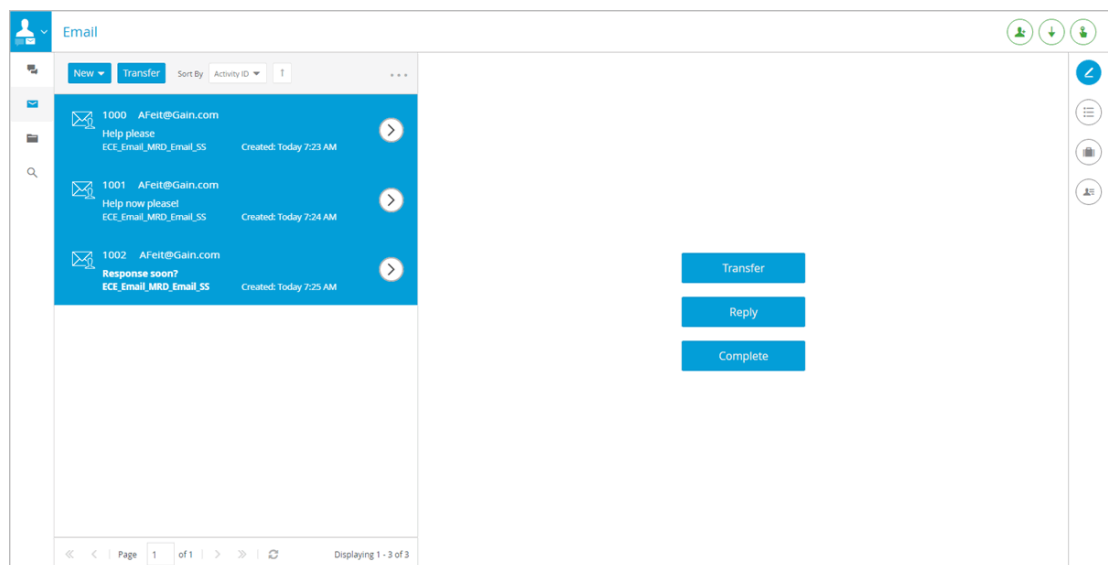 Email
New Transfer Sort By Activity ID
1000 AFeit@Gain.com
Help please
ECE_Email_MRD_Email_SS Created: Today 7:23 AM
1001 AFeit@Gain.com
Help now please!
ECE_Email_MRD_Email_SS Created: Today 7:24 AM
1002 AFeit@Gain.com
Response soon?
ECE_Email_MRD_Email_SS Created: Today 7:25 AM
Transfer
Reply
Complete
Page 1 of 1 Displaying 1 - 3 of 3